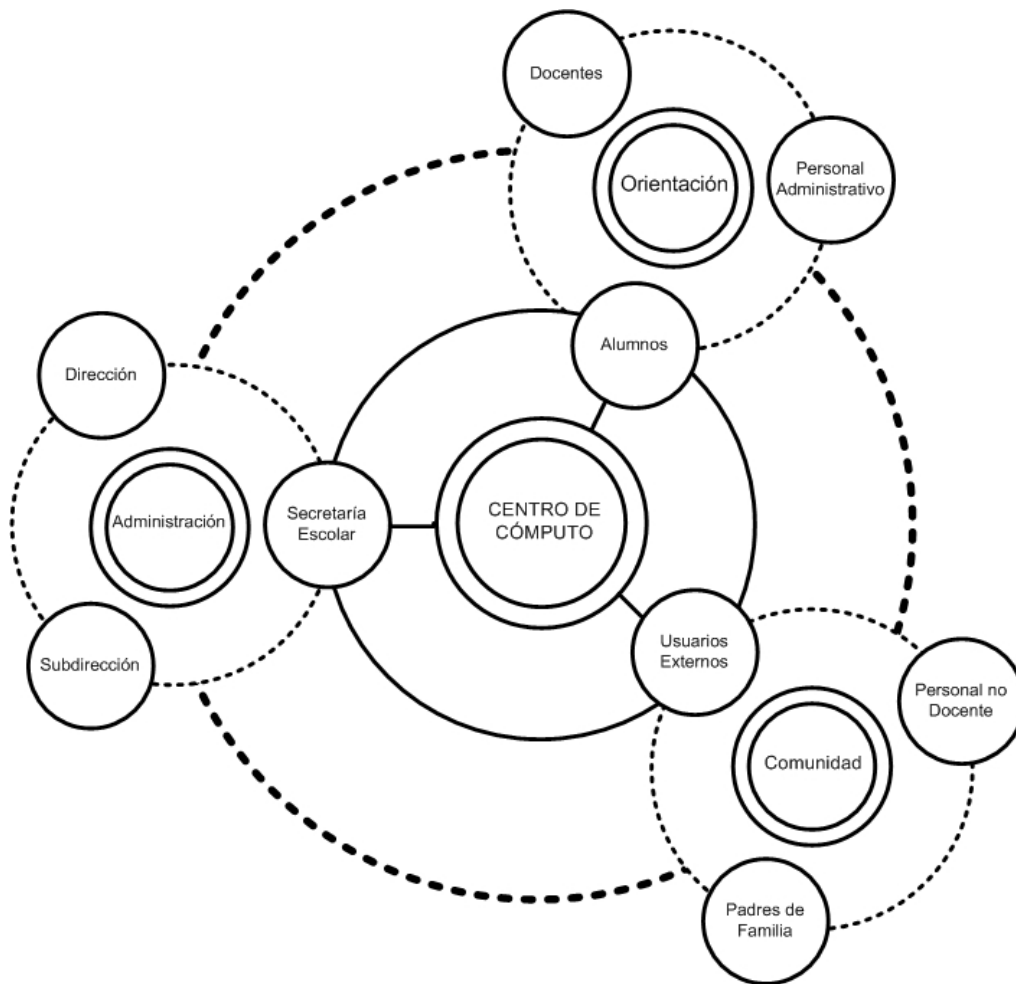 Docentes
Orientación
Personal
Administrativo
Alumnos
Dirección
Administración
Secretaría
Escolar
Subdirección
CENTRO DE
CÓMPUTO
Usuarios
Externos
Personal no
Docente
Comunidad
Padres de
Familia